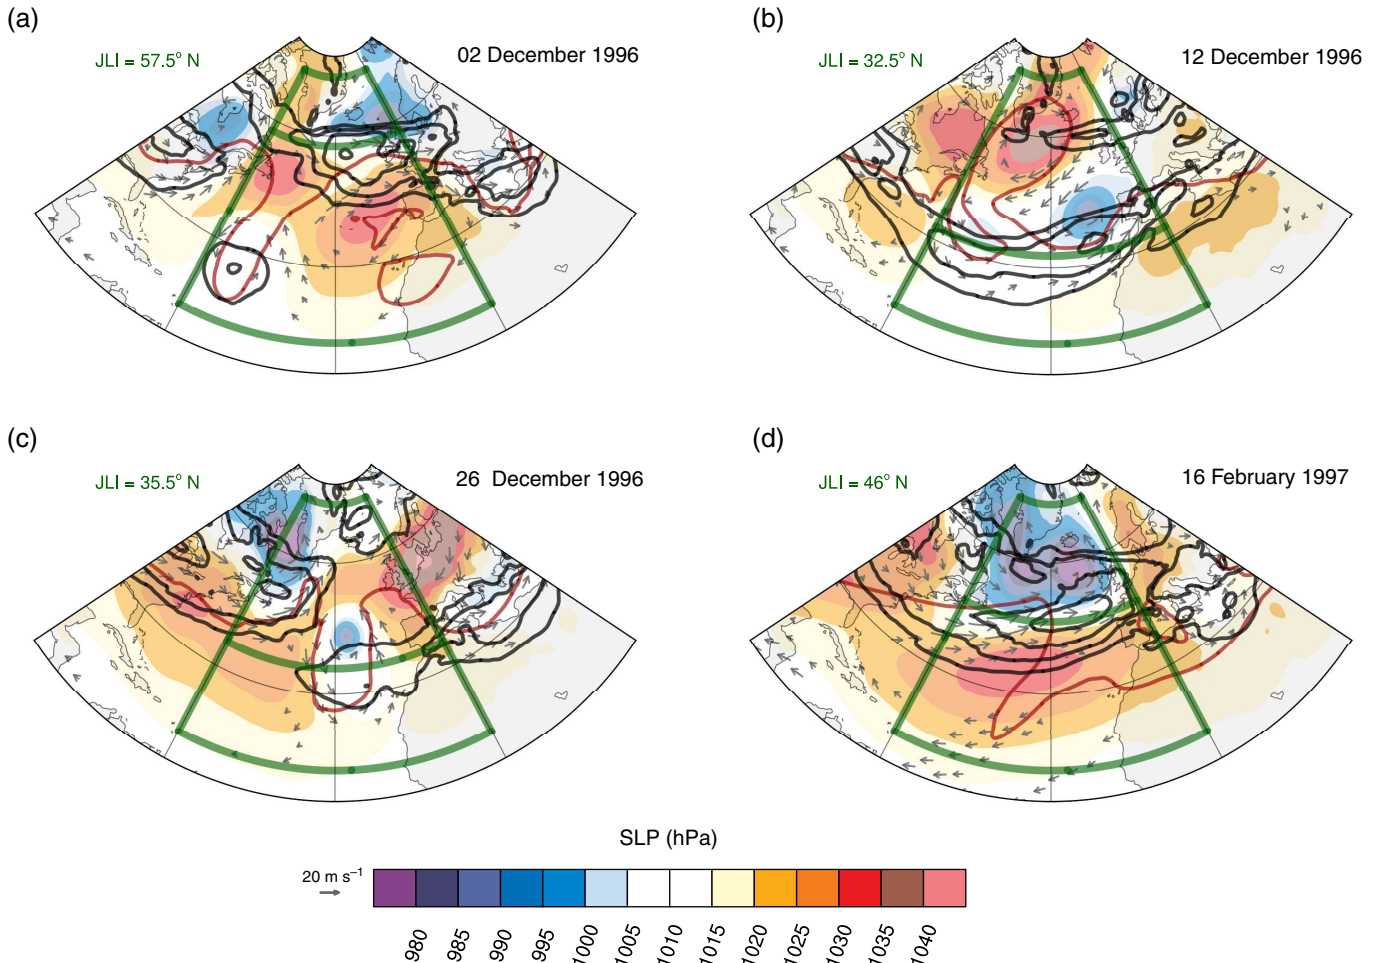 (a)
JLI = 57.5° N
02 December 1996
(b)
JLI = 32.5° N
12 December 1996
(c)
JLI = 35.5° N
26 December 1996
(d)
JLI = 46° N
16 February 1997
SLP (hPa)
20 m s⁻¹
980
985
990
995
1000
1005
1010
1015
1020
1025
1030
1035
1040